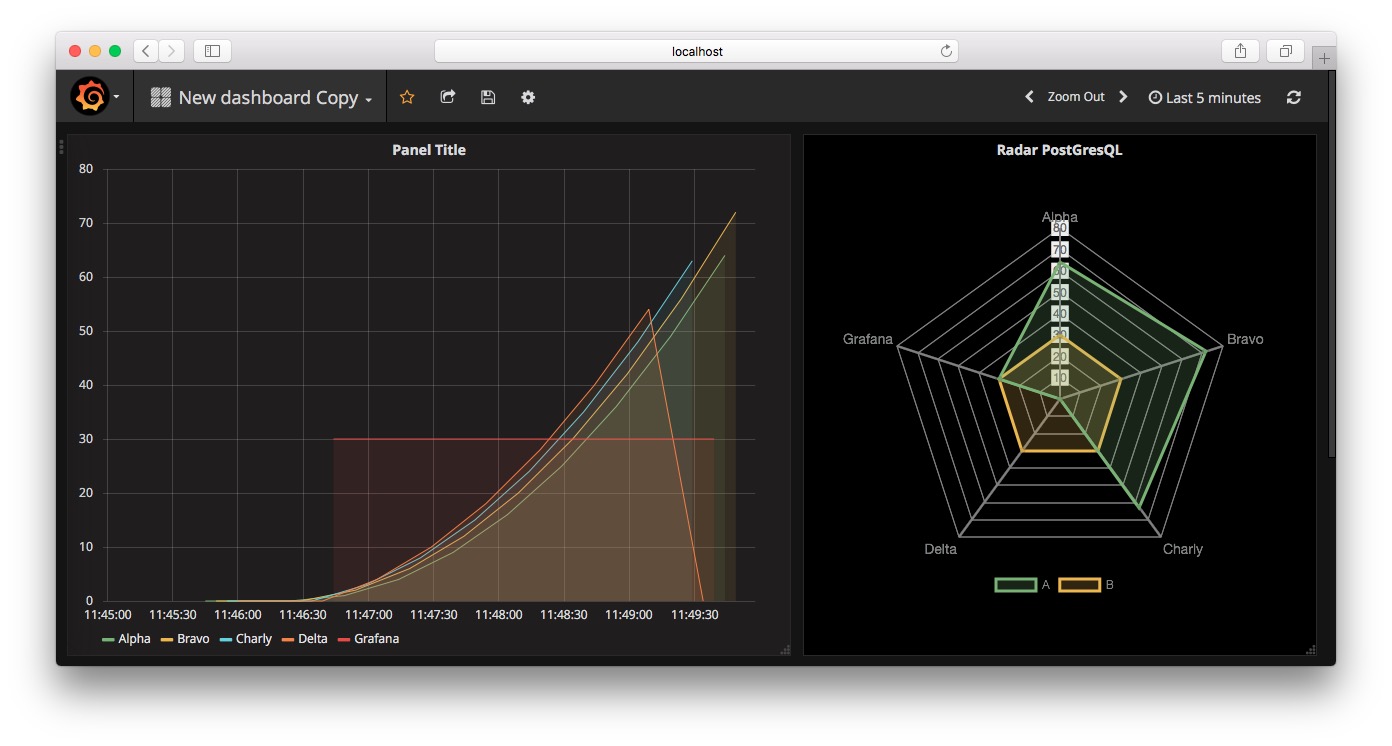 localhost
New dashboard Copy
Zoom Out
Last 5 minutes
Panel Title
80
70
60
50
40
30
20
10
0
11:45:00 11:45:30 11:46:00 11:46:30 11:47:00 11:47:30 11:48:00 11:48:30 11:49:00 11:49:30
Alpha Bravo Charly Delta Grafana
Radar PostGresQL
Alpha
80
70
60
50
40
30
20
10
Grafana
Bravo
Delta
Charly
A B